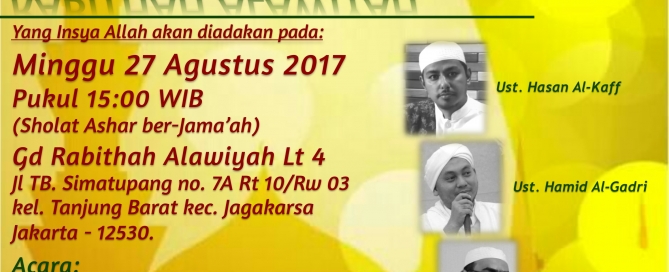 Yang Insya Allah akan diadakan pada:
Minggu 27 Agustus 2017
Pukul 15:00 WIB
(Sholat Ashar ber-Jama'ah)
Gd Rabithah Alawiyah Lt 4
Jl TB. Simatupang no. 7A Rt 10/Rw 03
kel. Tanjung Barat kec. Jagakarsa
Jakarta - 12530.
Acara:
Ust. Hasan Al-Kaff
Ust. Hamid Al-Gadri